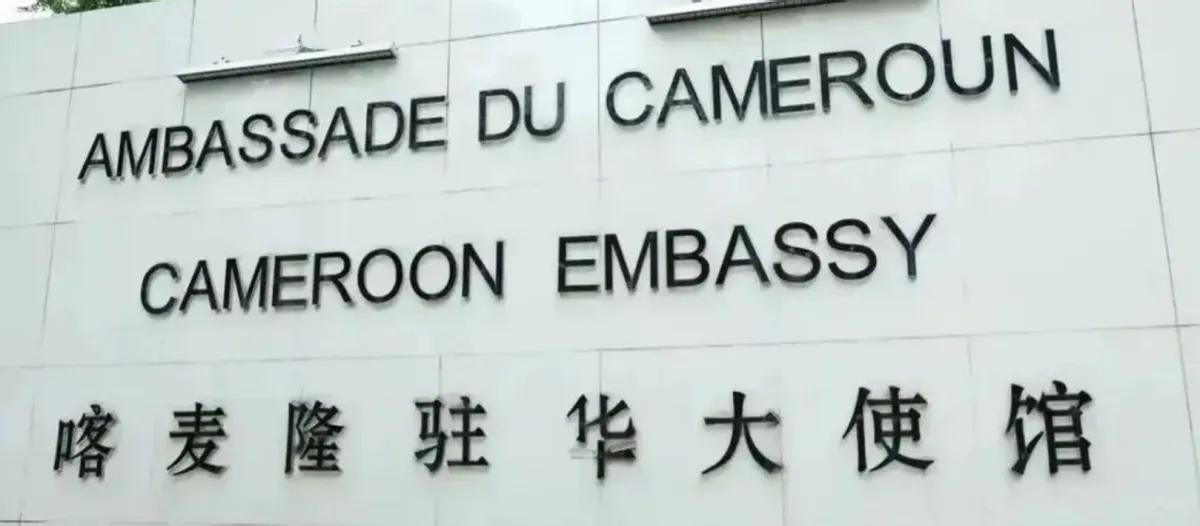 AMBASSADE DU CAMEROUN
CAMEROON EMBASSY
喀麦隆驻华大使馆